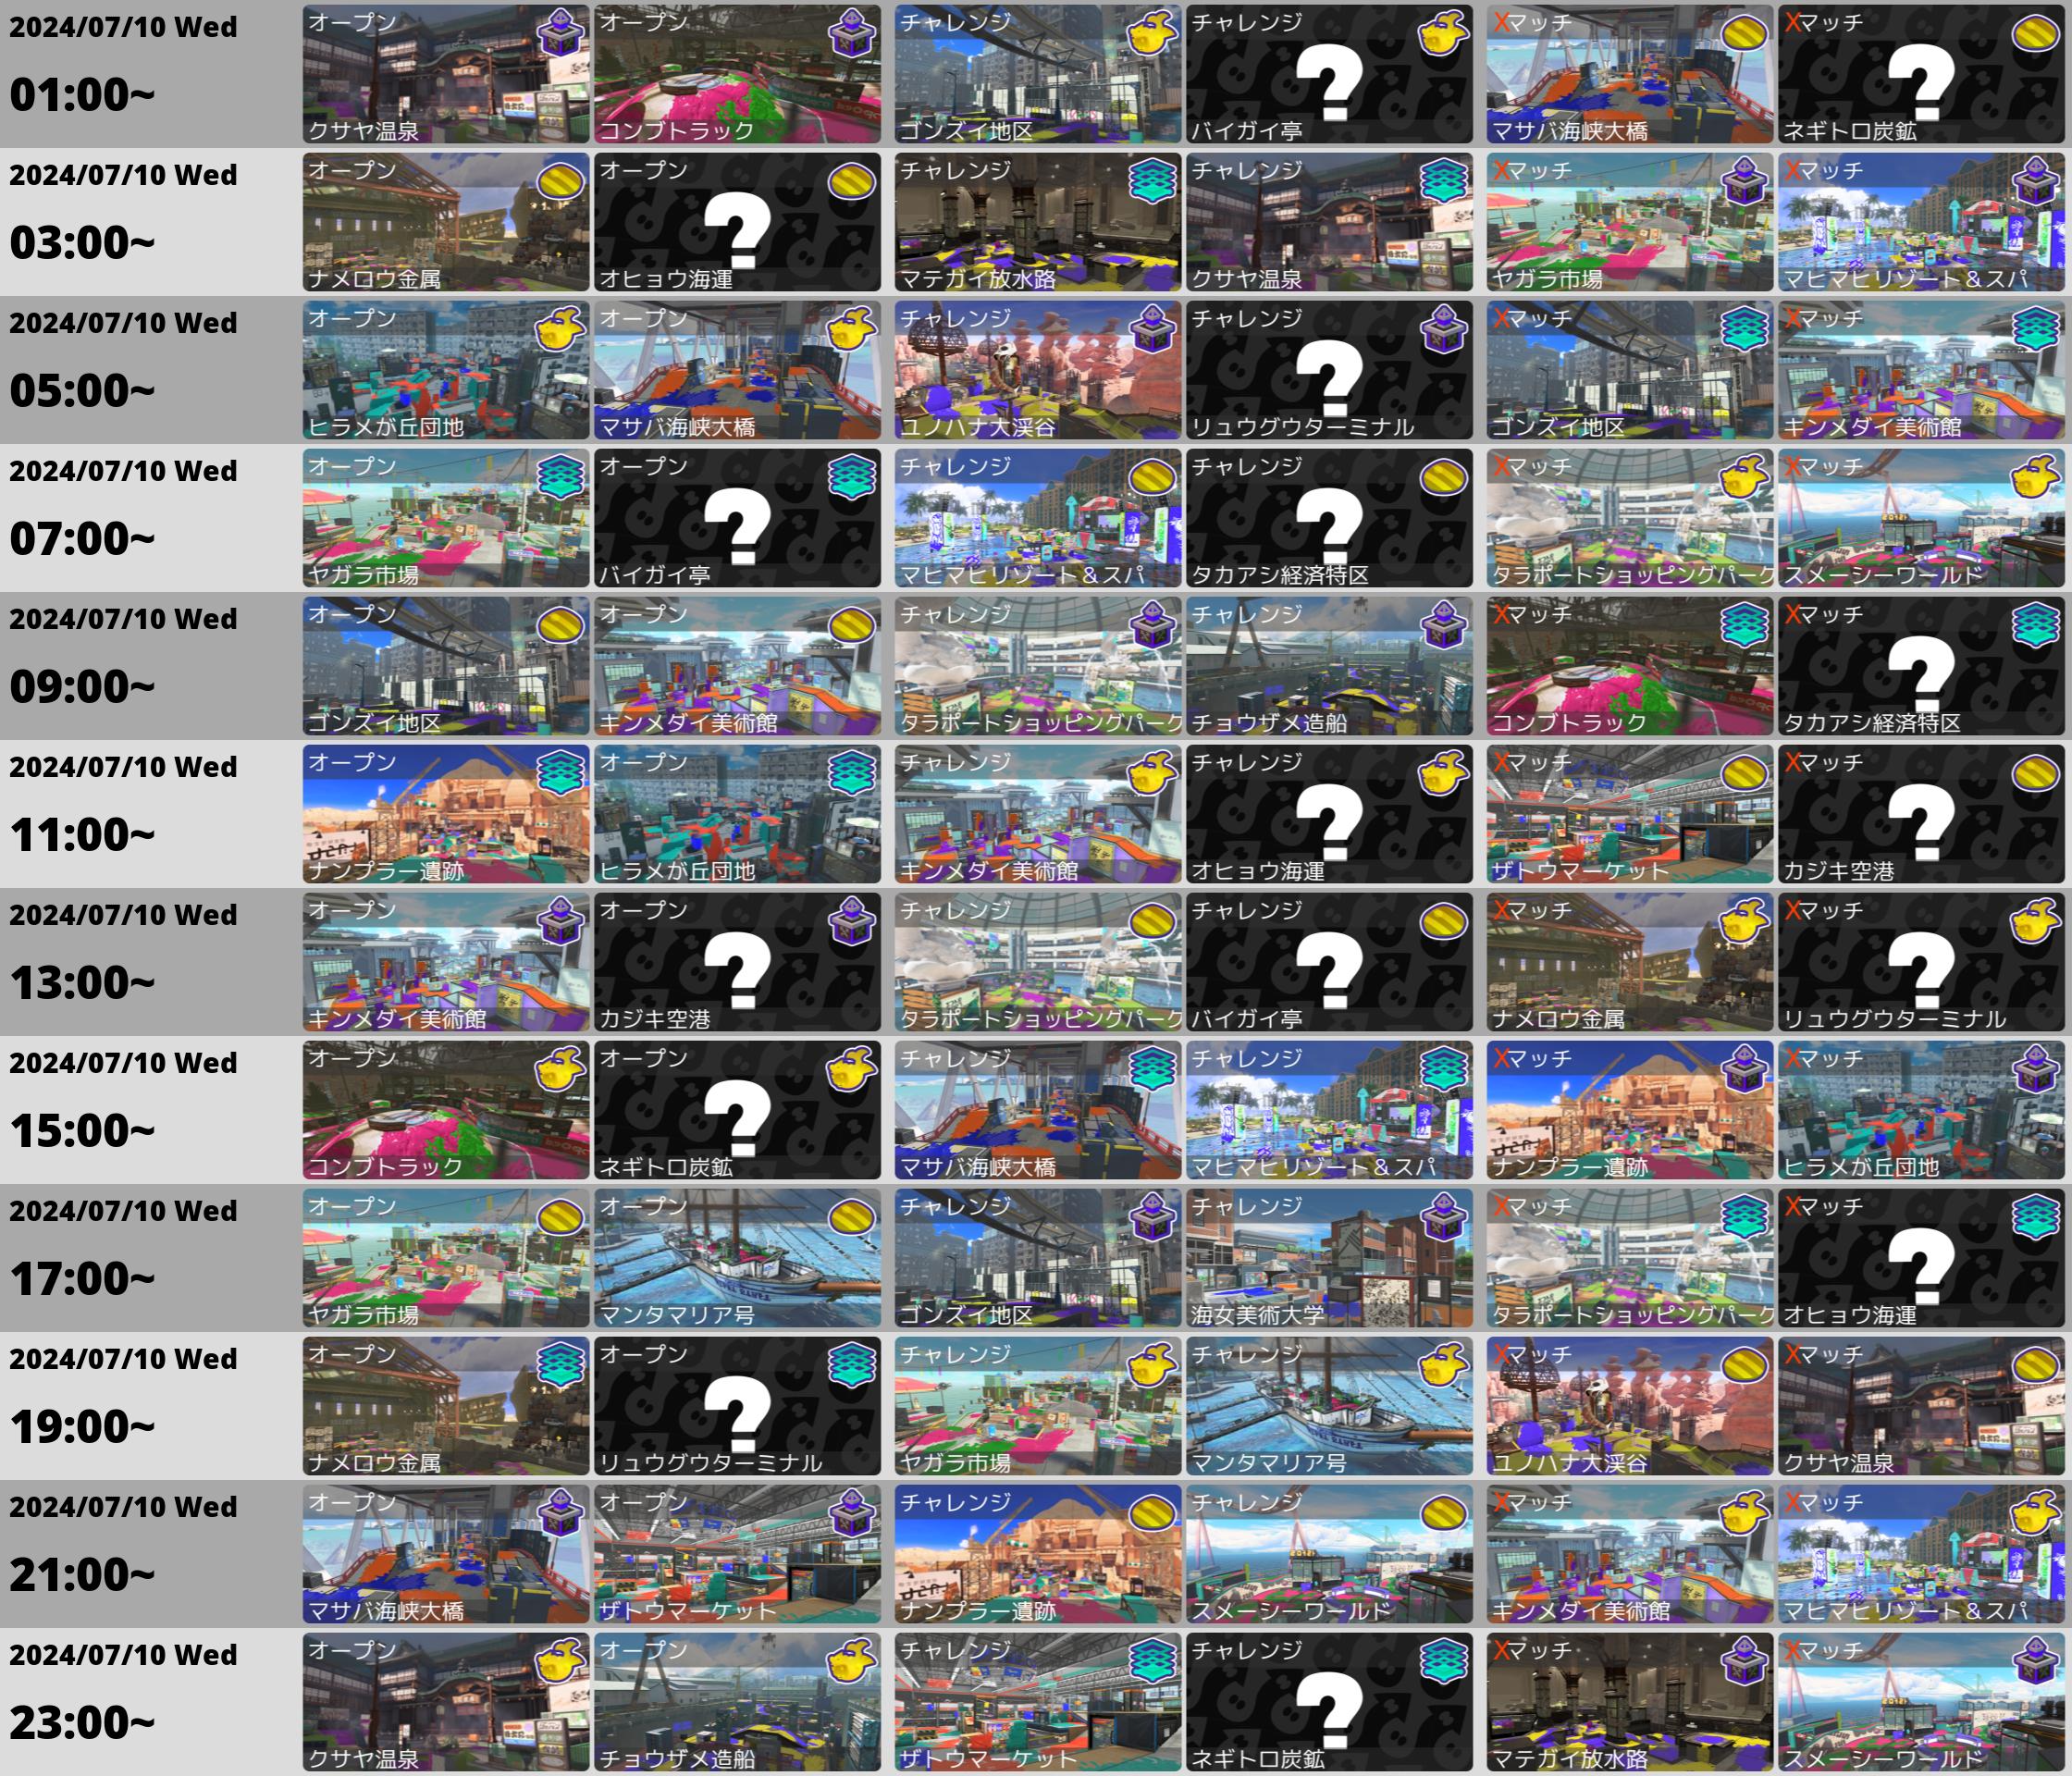 2024/07/10 Wed
01:00~
オープン オープン チャレンジ チャレンジ Xマッチ Xマッチ
クサヤ温泉 コンブトラック ゴンズイ地区 バイガイ亭 マサバ海峡大橋 ネギトロ炭鉱
2024/07/10 Wed
03:00~
オープン オープン チャレンジ チャレンジ Xマッチ Xマッチ
ナメロウ金属 オヒョウ海運 マテガイ放水路 クサヤ温泉 ヤガラ市場 マヒマヒリゾート&スパ
2024/07/10 Wed
05:00~
オープン オープン チャレンジ チャレンジ Xマッチ Xマッチ
ヒラメが丘団地 マサバ海峡大橋 ユノハナ大渓谷 リュウグウターミナル ゴンズイ地区 キンメダイ美術館
2024/07/10 Wed
07:00~
オープン オープン チャレンジ チャレンジ Xマッチ Xマッチ
ヤガラ市場 バイガイ亭 マヒマヒリゾート&スパ タカアシ経済特区 タラポートショッピングパーク スメーシーワールド
2024/07/10 Wed
09:00~
オープン オープン チャレンジ チャレンジ Xマッチ Xマッチ
ゴンズイ地区 キンメダイ美術館 タラポートショッピングパーク チョウザメ造船 コンブトラック タカアシ経済特区
2024/07/10 Wed
11:00~
オープン オープン チャレンジ チャレンジ Xマッチ Xマッチ
ナンプラー遺跡 ヒラメが丘団地 キンメダイ美術館 オヒョウ海運 ザトウマーケット カジキ空港
2024/07/10 Wed
13:00~
オープン オープン チャレンジ チャレンジ Xマッチ Xマッチ
キンメダイ美術館 カジキ空港 タラポートショッピングパーク バイガイ亭 ナメロウ金属 リュウグウターミナル
2024/07/10 Wed
15:00~
オープン オープン チャレンジ チャレンジ Xマッチ Xマッチ
コンブトラック ネギトロ炭鉱 マサバ海峡大橋 マヒマヒリゾート&スパ ナンプラー遺跡 ヒラメが丘団地
2024/07/10 Wed
17:00~
オープン オープン チャレンジ チャレンジ Xマッチ Xマッチ
ヤガラ市場 マンタマリア号 ゴンズイ地区 海女美術大学 タラポートショッピングパーク オヒョウ海運
2024/07/10 Wed
19:00~
オープン オープン チャレンジ チャレンジ Xマッチ Xマッチ
ナメロウ金属 リュウグウターミナル ヤガラ市場 マンタマリア号 ユノハナ大渓谷 クサヤ温泉
2024/07/10 Wed
21:00~
オープン オープン チャレンジ チャレンジ Xマッチ Xマッチ
マサバ海峡大橋 ザトウマーケット ナンプラー遺跡 スメーシーワールド キンメダイ美術館 マヒマヒリゾート&スパ
2024/07/10 Wed
23:00~
オープン オープン チャレンジ チャレンジ Xマッチ Xマッチ
クサヤ温泉 チョウザメ造船 ザトウマーケット ネギトロ炭鉱 マテガイ放水路 スメーシーワールド